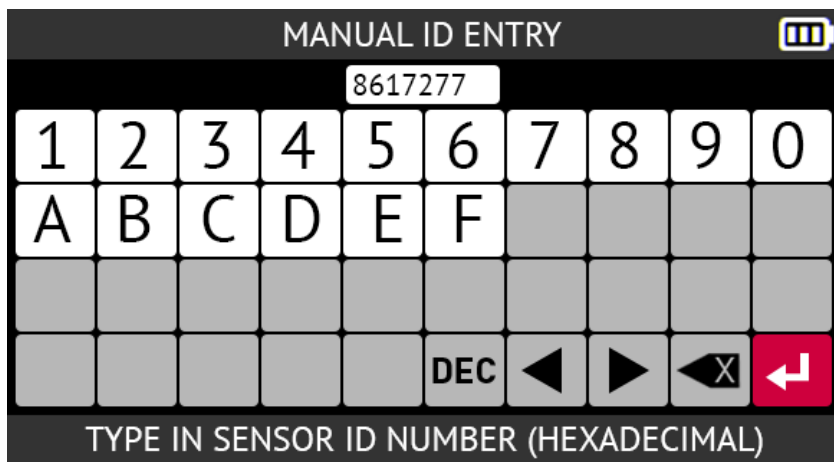 MANUAL ID ENTRY
8617277
1 2 3 4 5 6 7 8 9 0
A B C D E F
DEC X
TYPE IN SENSOR ID NUMBER (HEXADECIMAL)